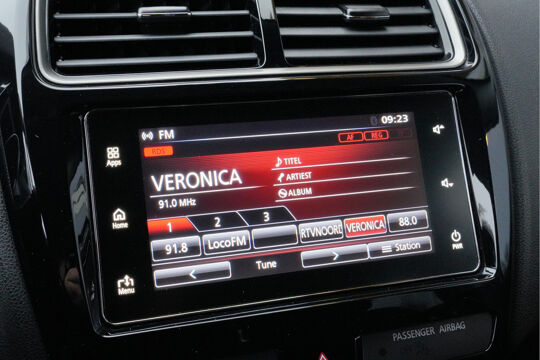 09:23
FM
AF REG
RDS
Apps
VERONICA
TITEL
ARTIEST
ALBUM
91.0 MHz
Home
1 2 3
91.8 LocoFM RTVNOORI VERONICA 88.0
PWR
< Tune > Station
Menu
PASSENGER AIRBAG